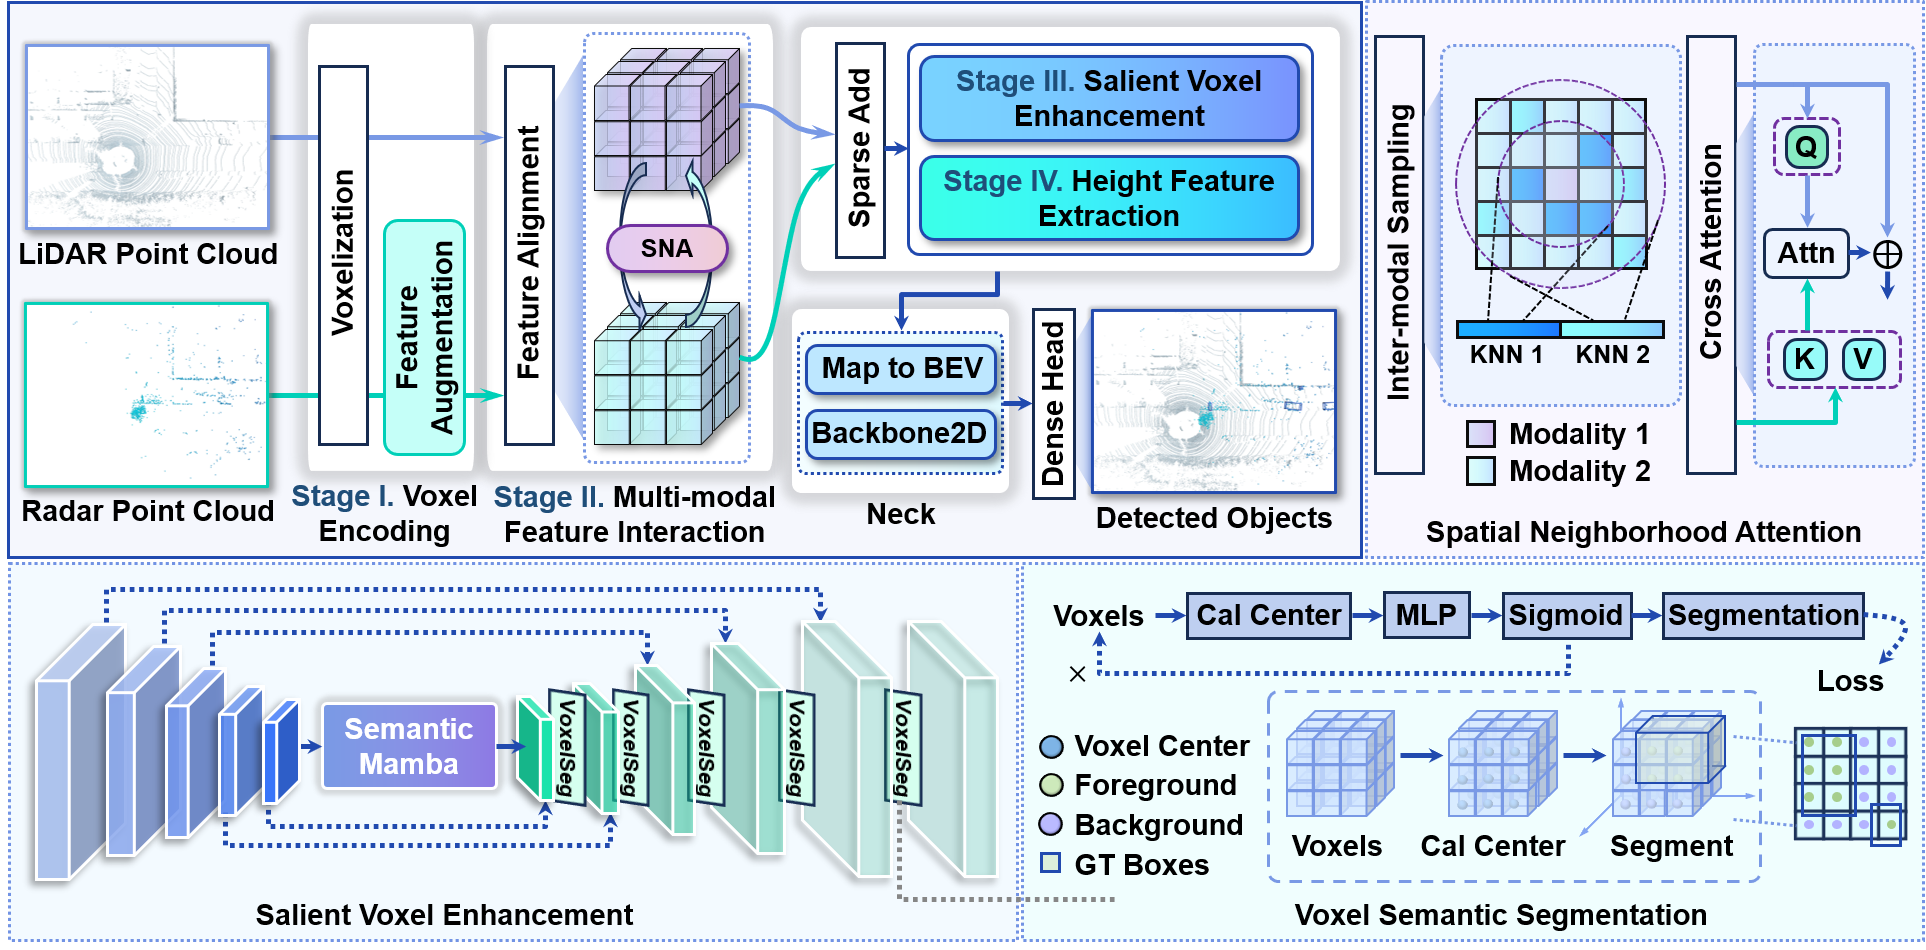 LiDAR Point Cloud
Radar Point Cloud
Voxelization
Feature
Augmentation
Stage I. Voxel
Encoding
Feature Alignment
SNA
Stage II. Multi-modal
Feature Interaction
Sparse Add
Stage III. Salient Voxel
Enhancement
Stage IV. Height Feature
Extraction
Map to BEV
Backbone2D
Neck
Dense Head
Detected Objects
Inter-modal Sampling
KNN 1
KNN 2
Modality 1
Modality 2
Cross Attention
Q
Attn
K
V
Spatial Neighborhood Attention
Semantic
Mamba
VoxelSeg
VoxelSeg
VoxelSeg
VoxelSeg
VoxelSeg
Salient Voxel Enhancement
Voxels
Cal Center
MLP
Sigmoid
Segmentation
×
Loss
Voxel Center
Foreground
Background
GT Boxes
Voxels
Cal Center
Segment
Voxel Semantic Segmentation